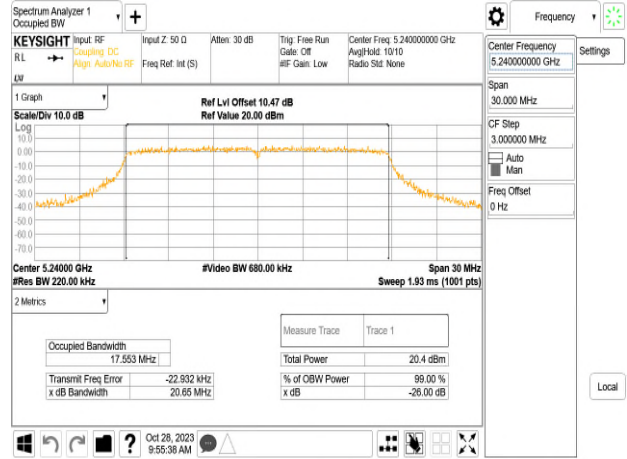 Spectrum Analyzer 1
Occupied BW
Frequency
KEYSIGHT Input: RF Input Z: 50 Ω Atten: 30 dB Trig: Free Run Center Freq: 5.240000000 GHz
Coupling: DC Gate: Off Avg|Hold: 10/10
RL Align: Auto/No RF Freq Ref: Int (S) #IF Gain: Low Radio Std: None
Center Frequency
5.240000000 GHz
Settings
Span
30.000 MHz
CF Step
3.000000 MHz
Auto
Man
Freq Offset
0 Hz
Local
1 Graph
Ref Lvl Offset 10.47 dB
Scale/Div 10.0 dB Ref Value 20.00 dBm
Log
10.0
0.00
-10.0
-20.0
-30.0
-40.0
-50.0
-60.0
-70.0
Center 5.24000 GHz #Video BW 680.00 kHz Span 30 MHz
#Res BW 220.00 kHz Sweep 1.93 ms (1001 pts)
2 Metrics
Measure Trace Trace 1
Occupied Bandwidth
17.553 MHz
Total Power 20.4 dBm
Transmit Freq Error -22.932 kHz % of OBW Power 99.00 %
x dB Bandwidth 20.65 MHz x dB -26.00 dB
Oct 28, 2023
9:55:38 AM